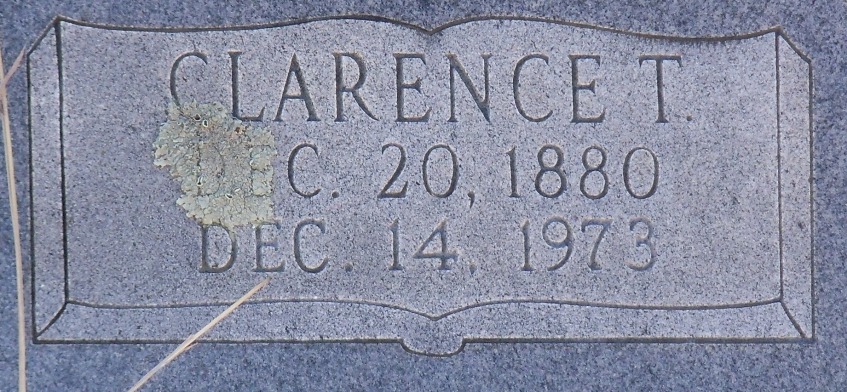 CLARENCE T.
DEC. 20, 1880
DEC. 14, 1973